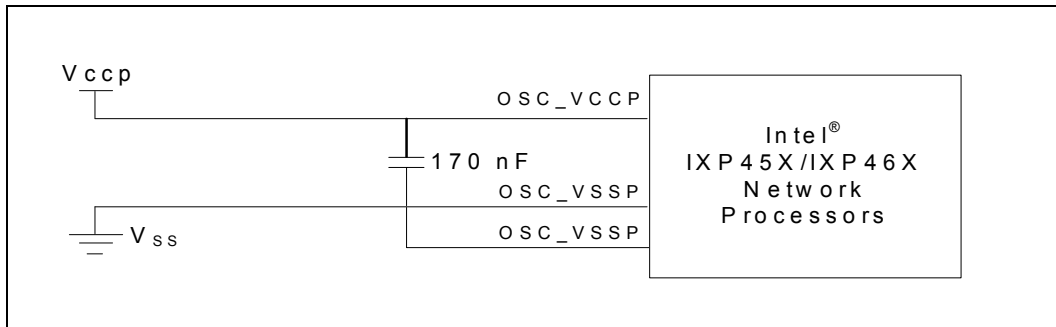 Vccp
OSC_VCCP
170 nF
OSC_VSSP
OSC_VSSP
VSS
Intel®
IXP45X/IXP46X
Network
Processors